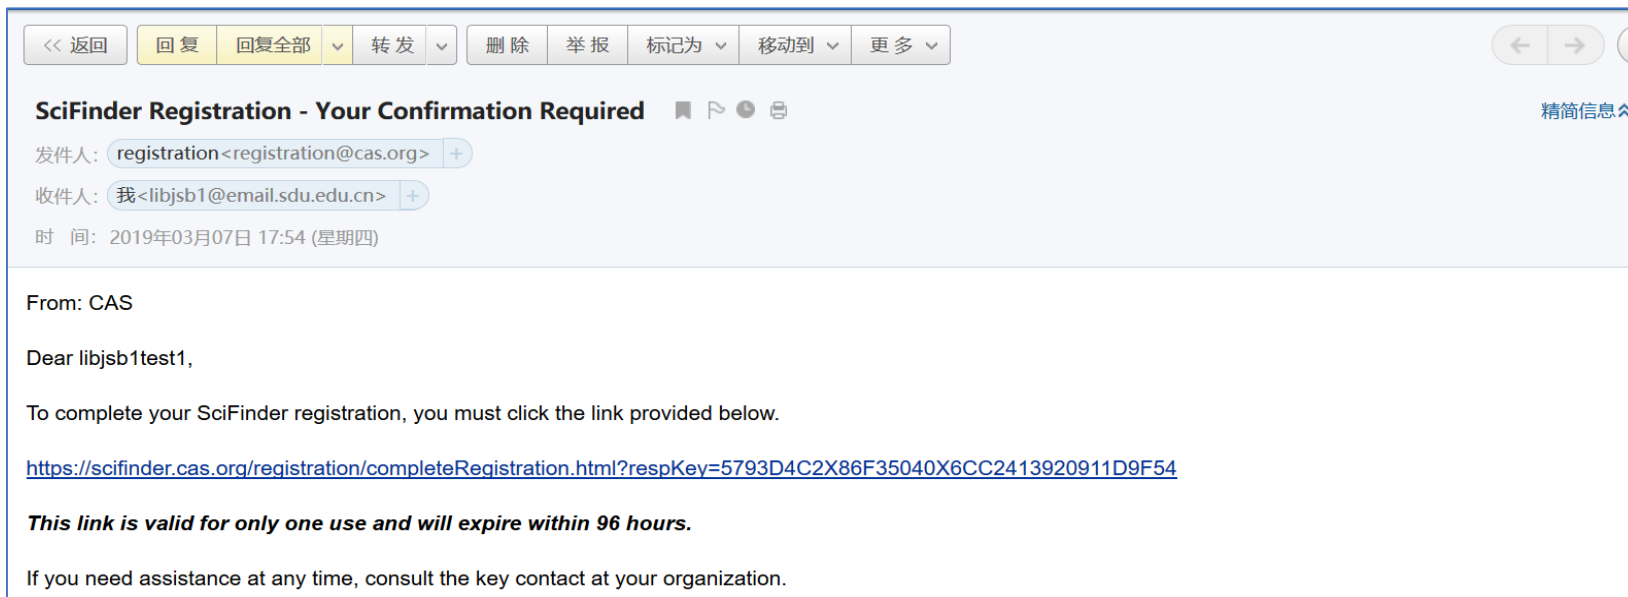 << 返回 回复 回复全部 转发 删除 举报 标记为 移动到 更多
SciFinder Registration - Your Confirmation Required
精简信息
发件人： registration<registration@cas.org> +
收件人： 我<libjsb1@email.sdu.edu.cn> +
时 间： 2019年03月07日 17:54 (星期四)
From: CAS
Dear libjsb1test1,
To complete your SciFinder registration, you must click the link provided below.
https://scifinder.cas.org/registration/completeRegistration.html?respKey=5793D4C2X86F35040X6CC2413920911D9F54
This link is valid for only one use and will expire within 96 hours.
If you need assistance at any time, consult the key contact at your organization.